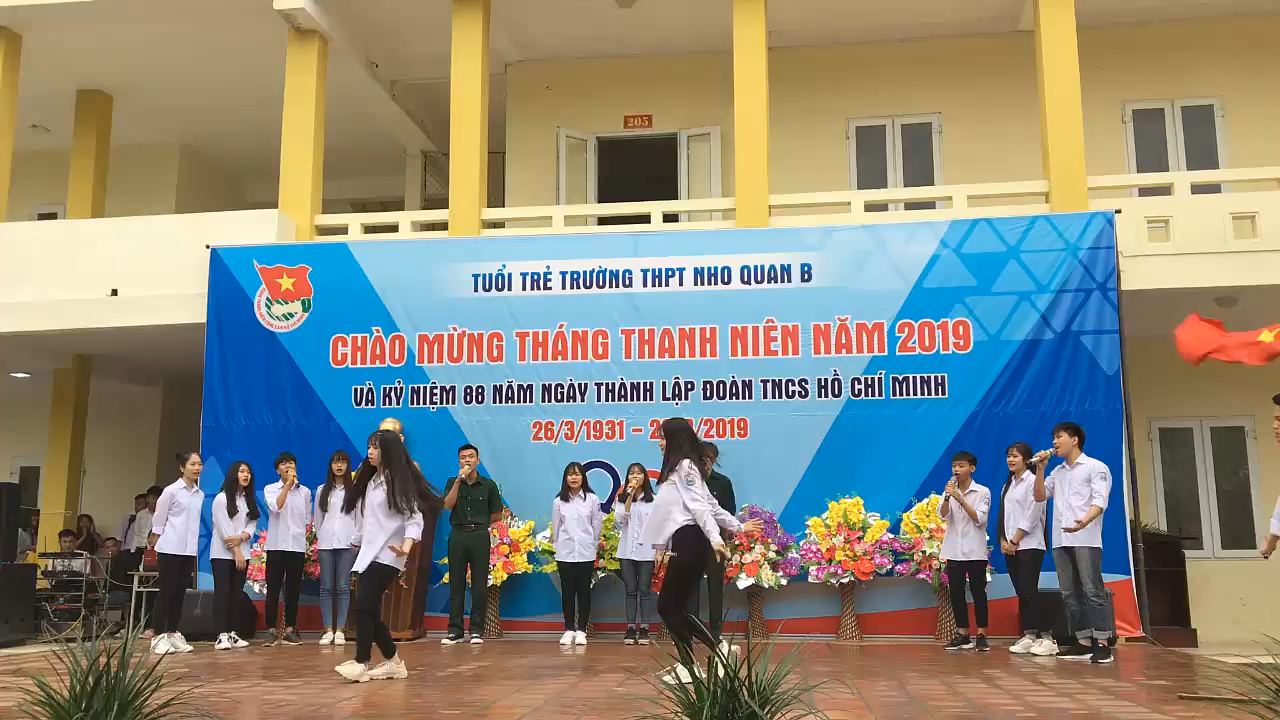 205
TUỔI TRẺ TRƯỜNG THPT NHO QUAN B
CHÀO MỪNG THÁNG THANH NIÊN NĂM 2019
VÀ KỶ NIỆM 88 NĂM NGÀY THÀNH LẬP ĐOÀN TNCS HỒ CHÍ MINH
26/3/1931 – /2019